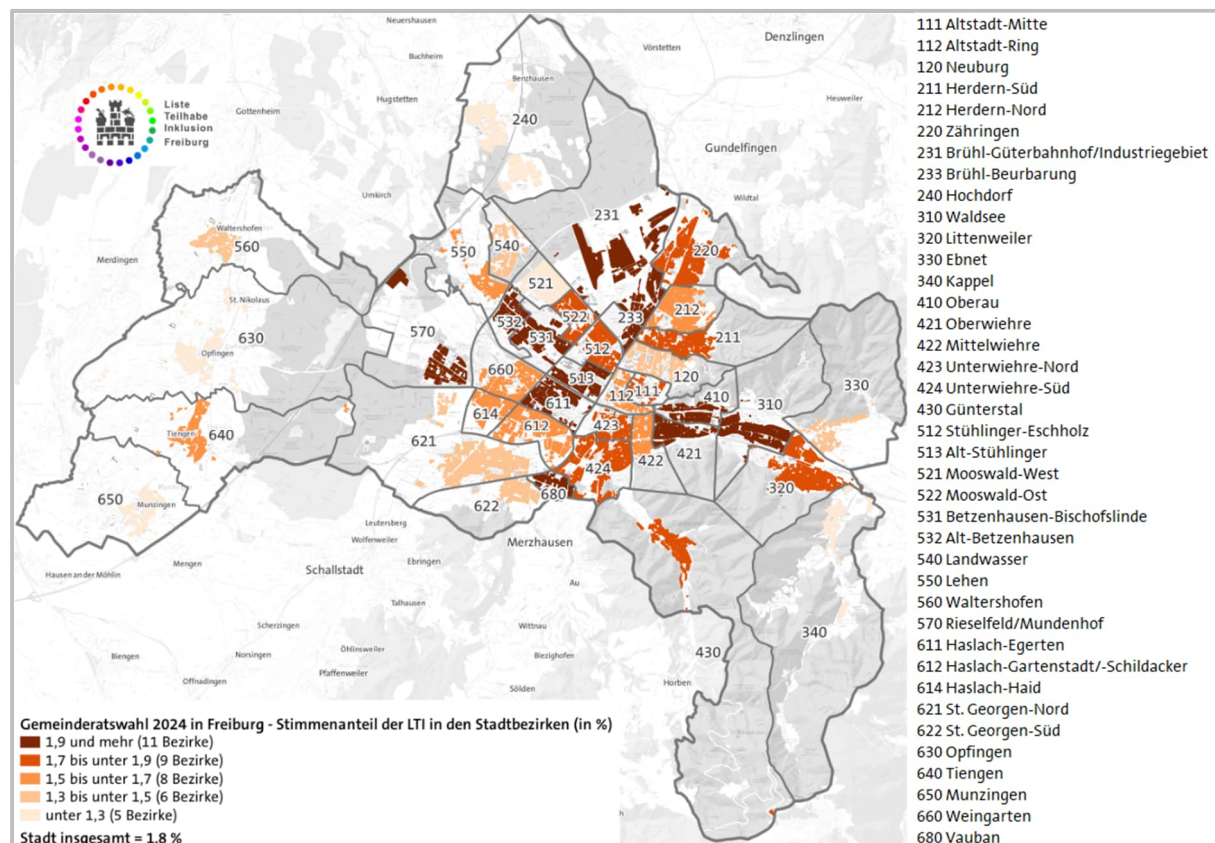 Neuershausen
Buchheim
Vörstetten
Denzlingen
Benzhausen
Hugstetten
Heuweiler
Gottenheim
Liste
Teilhabe
Inklusion
Freiburg
240
Gundelfingen
Umkirch
Wildtal
Waltershofen
560
Merdingen
231
220
550
540
521
St. Nikolaus
630
Opfingen
570
532
531
522
512
233
212
211
660
513
120
330
614
611
112
111
410
310
Tiengen
640
621
612
423
422
421
424
650
Munzingen
622
680
320
Leutersberg
Wolfenweiler
Merzhausen
Mengen
Ebringen
Hausen an der Möhlin
Schallstadt
Au
Talhausen
Scherzingen
Wittnau
340
Biengen
Norsingen
Öhlinsweiler
Biezighofen
430
Pfaffenweiler
Offnadingen
Sölden
Horben
Gemeinderatswahl 2024 in Freiburg - Stimmenanteil der LTI in den Stadtbezirken (in %)
1,9 und mehr (11 Bezirke)
1,7 bis unter 1,9 (9 Bezirke)
1,5 bis unter 1,7 (8 Bezirke)
1,3 bis unter 1,5 (6 Bezirke)
unter 1,3 (5 Bezirke)
Stadt insgesamt = 1,8 %
111 Altstadt-Mitte
112 Altstadt-Ring
120 Neuburg
211 Herdern-Süd
212 Herdern-Nord
220 Zähringen
231 Brühl-Güterbahnhof/Industriegebiet
233 Brühl-Beurbarung
240 Hochdorf
310 Waldsee
320 Littenweiler
330 Ebnet
340 Kappel
410 Oberau
421 Oberwiehre
422 Mittelwiehre
423 Unterwiehre-Nord
424 Unterwiehre-Süd
430 Günterstal
512 Stühlinger-Eschholz
513 Alt-Stühlinger
521 Mooswald-West
522 Mooswald-Ost
531 Betzenhausen-Bischofslinde
532 Alt-Betzenhausen
540 Landwasser
550 Lehen
560 Waltershofen
570 Rieselfeld/Mundenhof
611 Haslach-Egerten
612 Haslach-Gartenstadt/-Schildacker
614 Haslach-Haid
621 St. Georgen-Nord
622 St. Georgen-Süd
630 Opfingen
640 Tiengen
650 Munzingen
660 Weingarten
680 Vauban